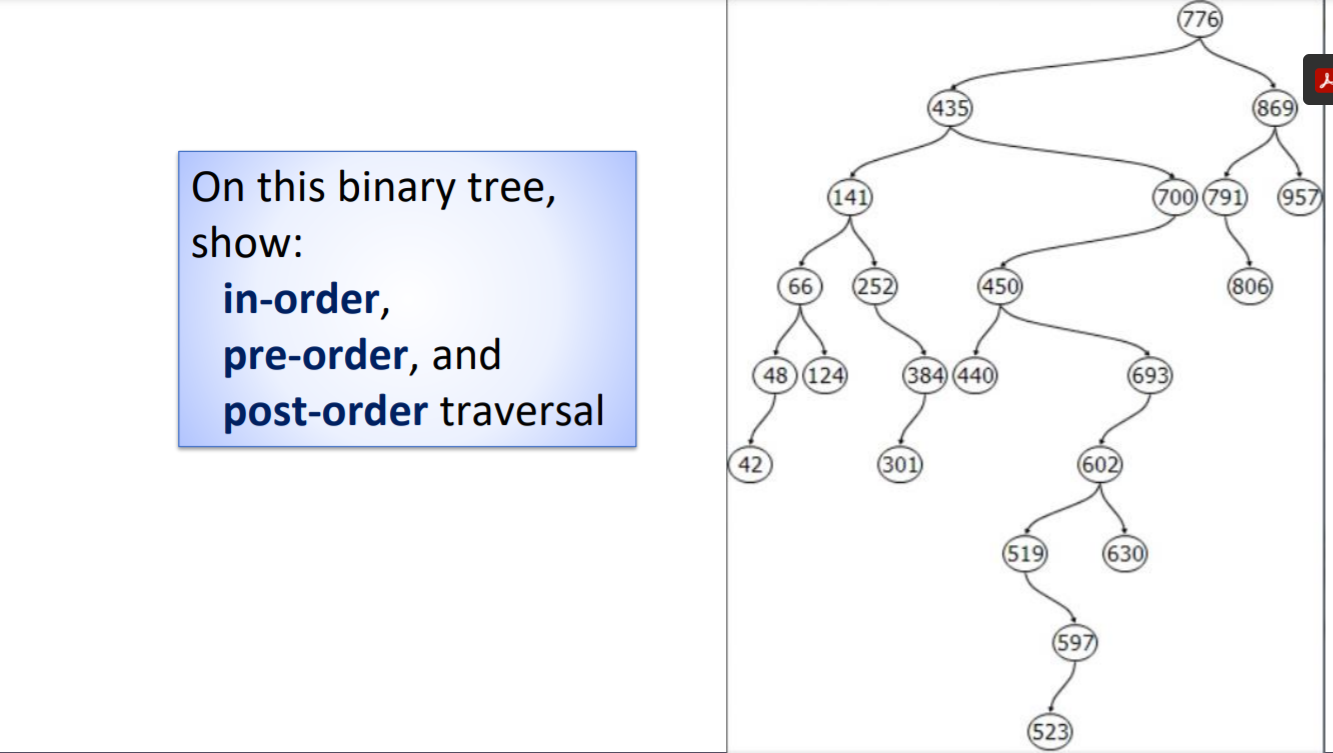 On this binary tree,
show:
in-order,
pre-order, and
post-order traversal
776
435 869
141 700 791 957
66 252 450 806
48 124 384 440 693
42 301 602
519 630
597
523